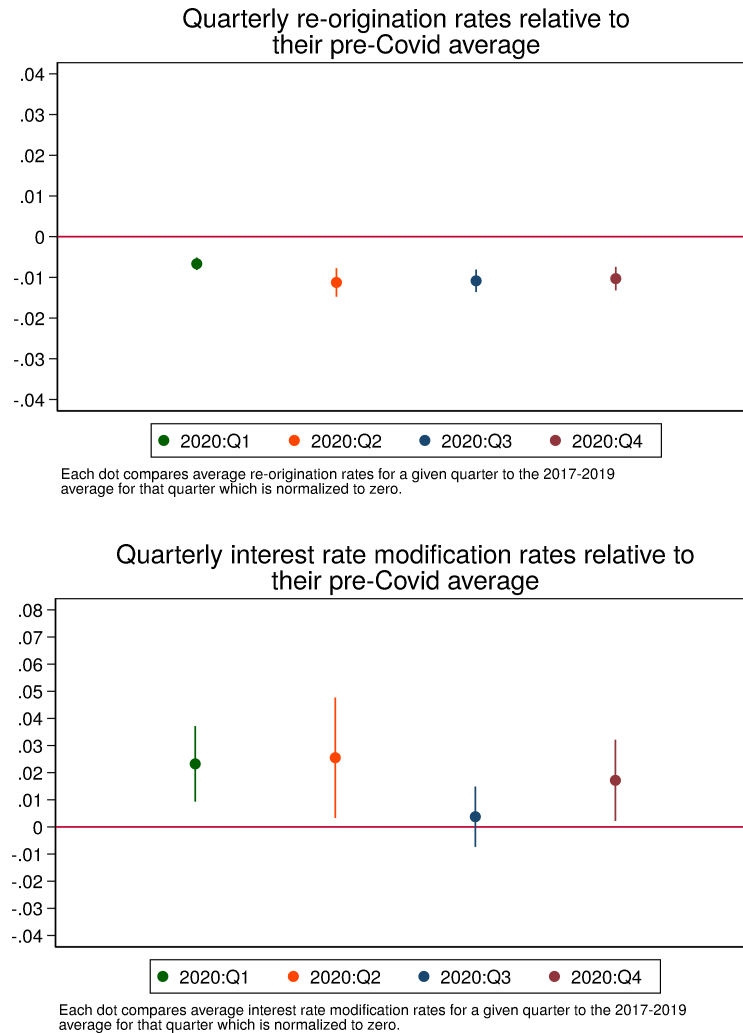 Quarterly re-origination rates relative to
their pre-Covid average
.04
.03
.02
.01
0
-.01
-.02
-.03
-.04
2020:Q1 2020:Q2 2020:Q3 2020:Q4
Each dot compares average re-origination rates for a given quarter to the 2017-2019
average for that quarter which is normalized to zero.
Quarterly interest rate modification rates relative to
their pre-Covid average
.08
.07
.06
.05
.04
.03
.02
.01
0
-.01
-.02
-.03
-.04
2020:Q1 2020:Q2 2020:Q3 2020:Q4
Each dot compares average interest rate modification rates for a given quarter to the 2017-2019
average for that quarter which is normalized to zero.